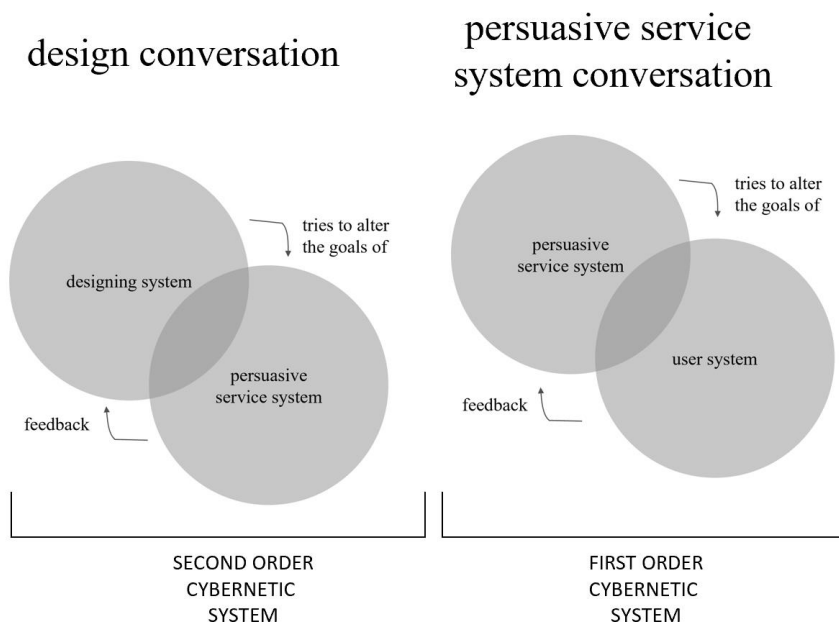 design conversation
persuasive service
system conversation
tries to alter
the goals of
designing system
persuasive
service system
feedback
tries to alter
the goals of
persuasive
service system
user system
feedback
SECOND ORDER
CYBERNETIC
SYSTEM
FIRST ORDER
CYBERNETIC
SYSTEM